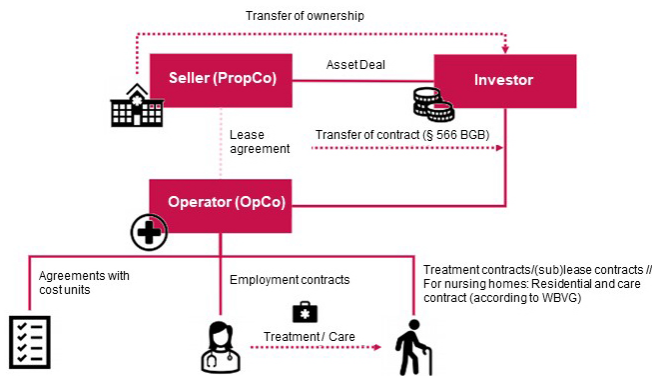 Transfer of ownership
Seller (PropCo)
Asset Deal
Investor
Lease
agreement
Transfer of contract (§ 566 BGB)
Operator (OpCo)
Agreements with
cost units
Employment contracts
Treatment contracts/(sub)lease contracts //
For nursing homes: Residential and care
contract (according to WBVG)
Treatment / Care